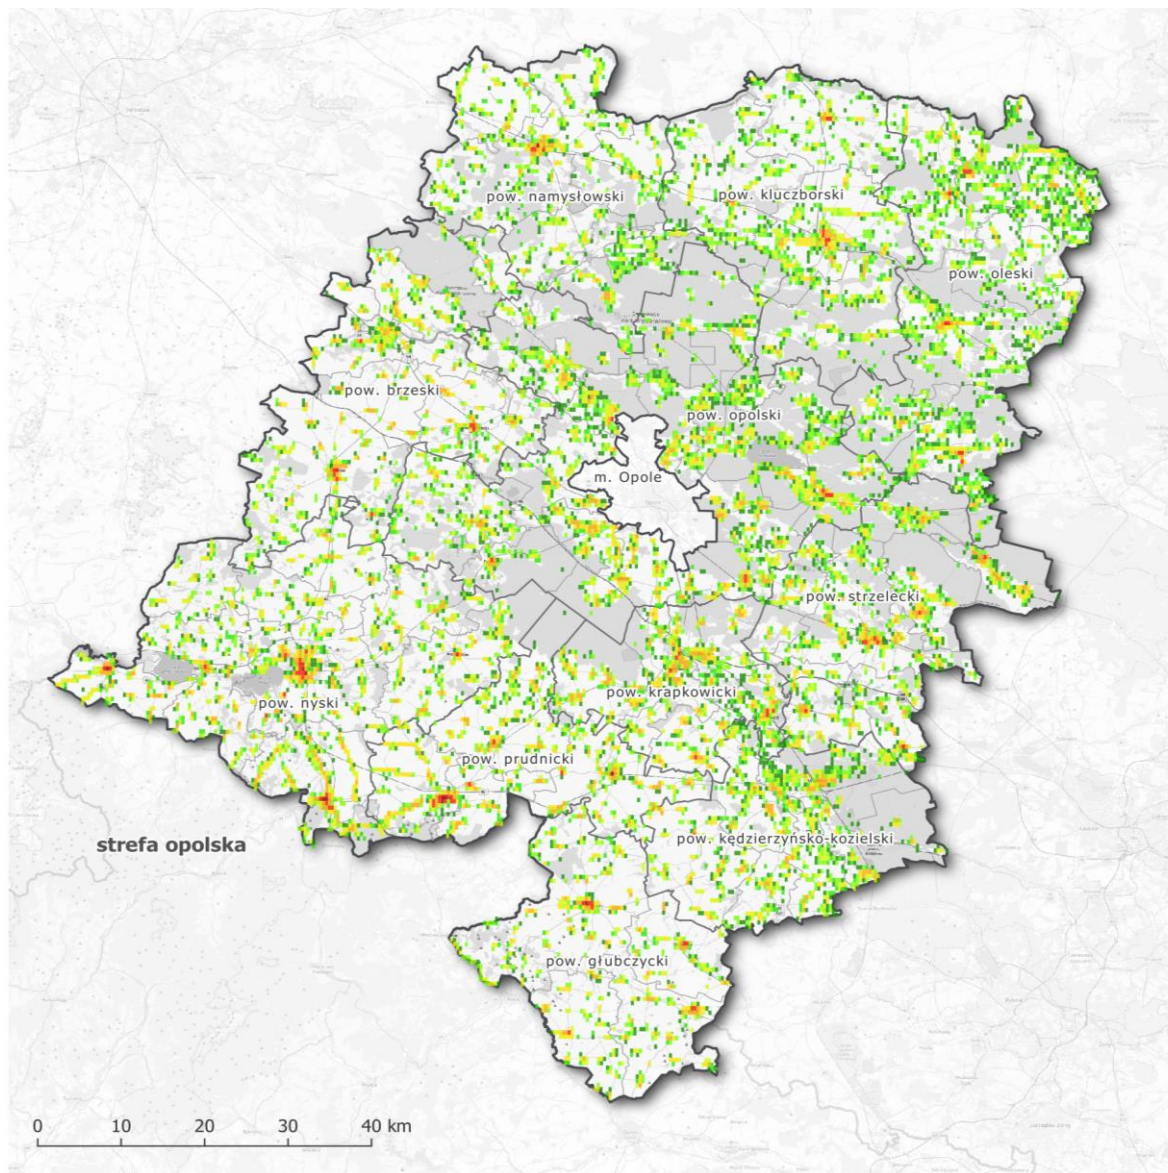 pow. namysłowski
pow. kluczborski
pow. oleski
pow. brzeski
pow. opolski
m. Opole
pow. strzelecki
pow. krapkowicki
pow. nyski
pow. prudnicki
pow. kędzierzyńsko-kozielski
strefa opolska
pow. głubczycki
0 10 20 30 40 km